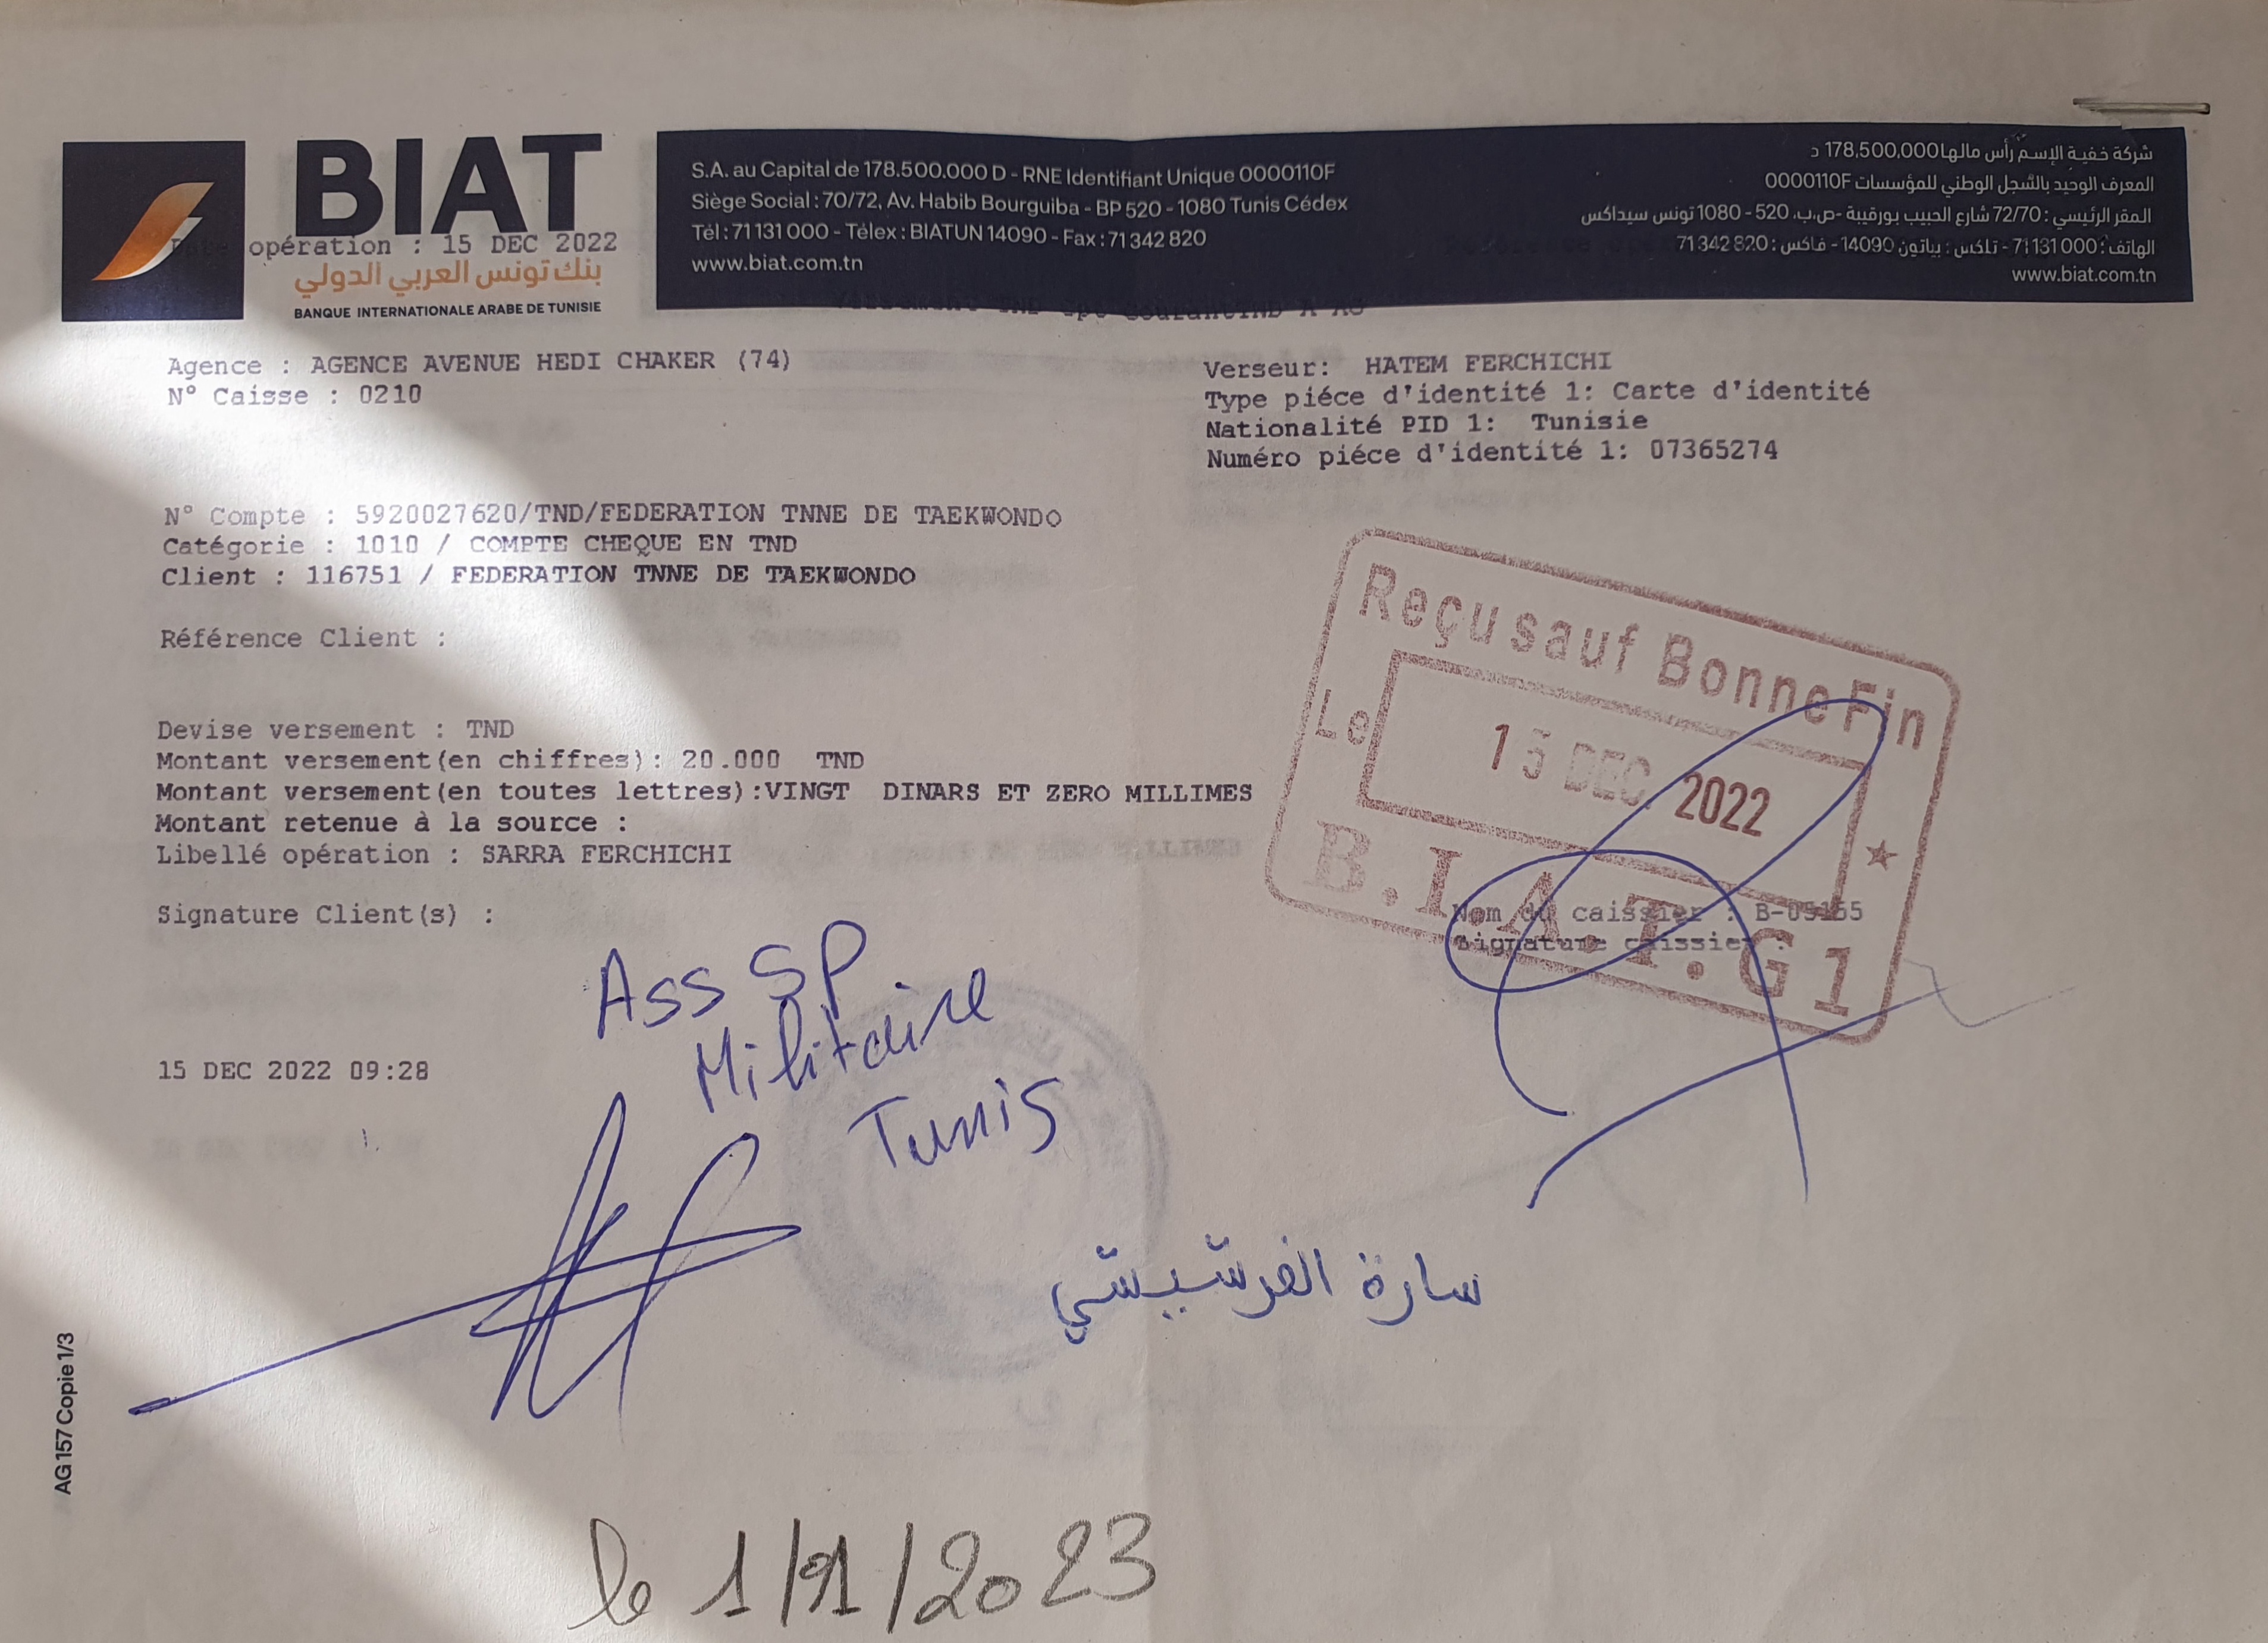 BIAT
opération : 15 DEC 2022
بنك تونس العربي الدولي
BANQUE INTERNATIONALE ARABE DE TUNISIE
S.A. au Capital de 178.500.000 D - RNE Identifiant Unique 0000110F
Siège Social : 70/72, Av. Habib Bourguiba - BP 520 - 1080 Tunis Cédex
Tél : 71 131 000 - Télex : BIATUN 14090 - Fax : 71 342 820
www.biat.com.tn
شركة خفية الإسم رأس مالها 178,500,000 د
المعرف الوحيد بالسّجل الوطني للمؤسسات 0000110F
المقر الرئيسي : 72/70 شارع الحبيب بورقيبة -ص.ب. 520 - 1080 تونس سيداكس
الهاتف : 71 131 000 - تلكس : بياتون 14090 - فاكس : 71 342 820
www.biat.com.tn
Agence : AGENCE AVENUE HEDI CHAKER (74)
N° Caisse : 0210
Verseur: HATEM FERCHICHI
Type piéce d'identité 1: Carte d'identité
Nationalité PID 1: Tunisie
Numéro piéce d'identité 1: 07365274
N° Compte : 5920027620/TND/FEDERATION TNNE DE TAEKWONDO
Catégorie : 1010 / COMPTE CHEQUE EN TND
Client : 116751 / FEDERATION TNNE DE TAEKWONDO
Référence Client :
Devise versement : TND
Montant versement(en chiffres): 20.000 TND
Montant versement(en toutes lettres):VINGT DINARS ET ZERO MILLIMES
Montant retenue à la source :
Libellé opération : SARRA FERCHICHI
Signature Client(s) :
Reçu sauf Bonne Fin
Le 15 DEC 2022
B.I.A.T. G1
Nom du caissier : B-05155
Signature caissier :
Ass SP
Militaire
Tunis
15 DEC 2022 09:28
سارة الفرشيشي
AG 157 Copie 1/3
le 1/1/2023